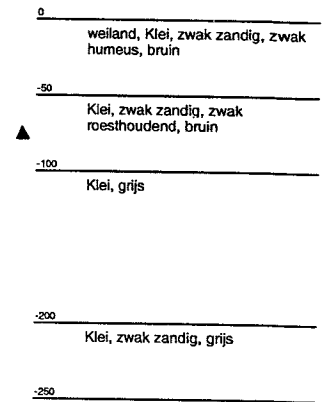 0
weiland, Klei, zwak zandig, zwak
humeus, bruin
-50
Klei, zwak zandig, zwak
roesthoudend, bruin
-100
Klei, grijs
-200
Klei, zwak zandig, grijs
-250